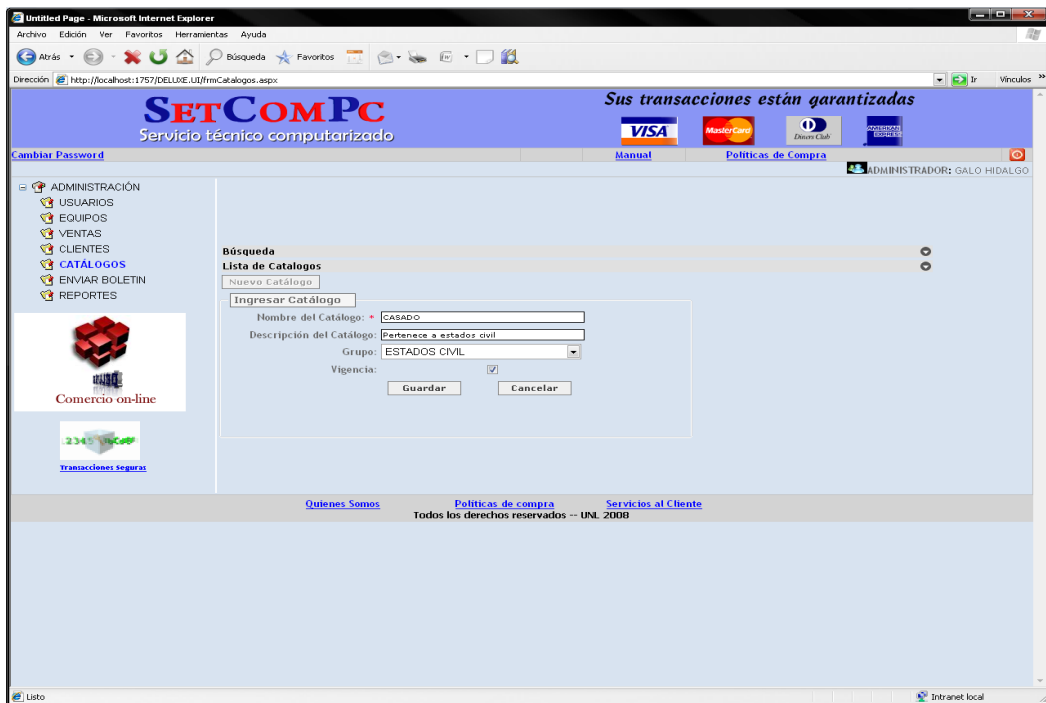 Untitled Page - Microsoft Internet Explorer
Archivo Edición Ver Favoritos Herramientas Ayuda
Atrás Búsqueda Favoritos
Dirección http://localhost:1757/DELUXE.UI/frmCatalogos.aspx Ir Vínculos »
SETCOMPC
Servicio técnico computarizado
Sus transacciones están garantizadas
VISA MasterCard Diners Club AMERICAN EXPRESS
Cambiar Password Manual Políticas de Compra
ADMINISTRADOR: GALO HIDALGO
ADMINISTRACIÓN
USUARIOS
EQUIPOS
VENTAS
CLIENTES
CATÁLOGOS
ENVIAR BOLETIN
REPORTES
Comercio on-line
Transacciones Seguras
Búsqueda
Lista de Catalogos
Nuevo Catálogo
Ingresar Catálogo
Nombre del Catálogo: * CASADO
Descripción del Catálogo: Pertenece a estados civil
Grupo: ESTADOS CIVIL
Vigencia:
Guardar Cancelar
Quienes Somos Políticas de compra Servicios al Cliente
Todos los derechos reservados -- UNL 2008
Listo Intranet local